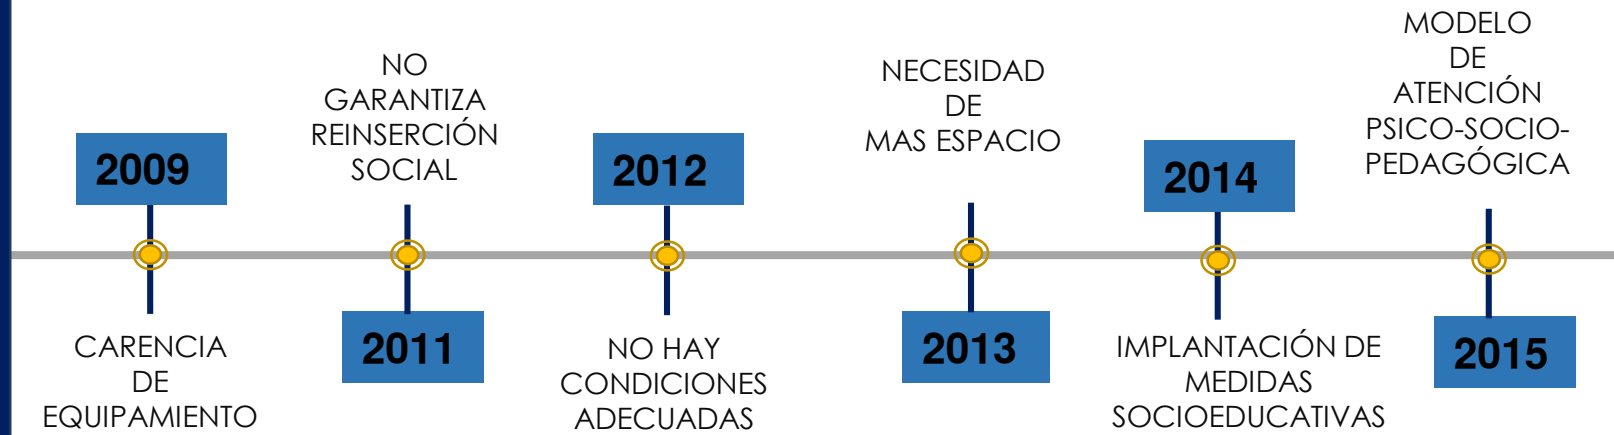 2009
CARENCIA
DE
EQUIPAMIENTO
NO
GARANTIZA
REINSERCIÓN
SOCIAL
2011
2012
NO HAY
CONDICIONES
ADECUADAS
NECESIDAD
DE
MAS ESPACIO
2013
2014
IMPLANTACIÓN DE
MEDIDAS
SOCIOEDUCATIVAS
MODELO
DE
ATENCIÓN
PSICO-SOCIO-
PEDAGÓGICA
2015